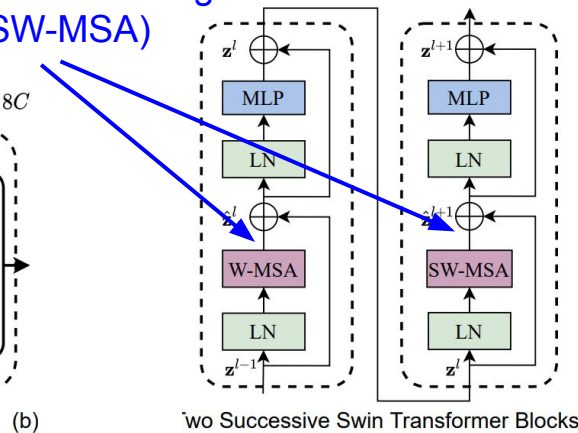 SW-MSA)
8C
z^l
MLP
LN
ẑ^l
W-MSA
LN
z^{l-1}
z^{l+1}
MLP
LN
ẑ^{l+1}
SW-MSA
LN
z^l
(b)
wo Successive Swin Transformer Blocks